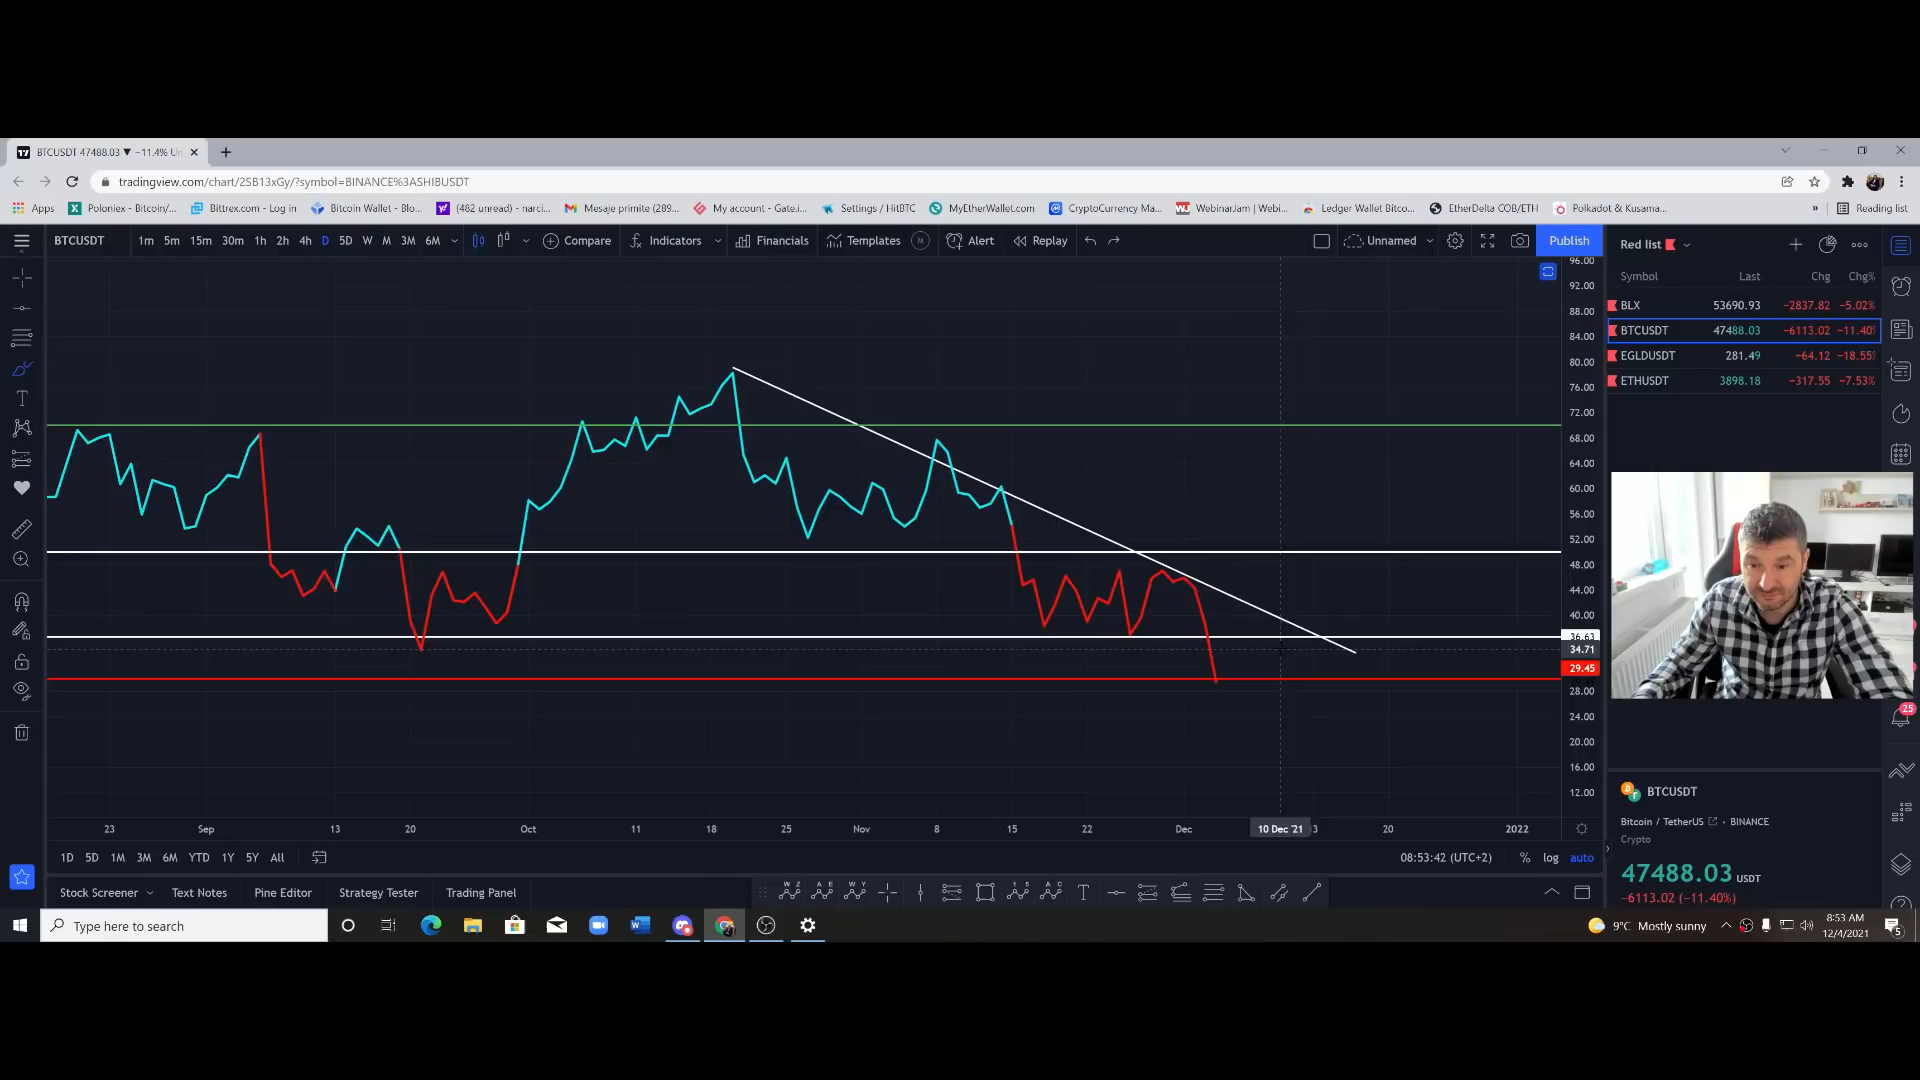 BTCUSDT 47488.03 ▼ −11.4% Un
tradingview.com/chart/2SB13xGy/?symbol=BINANCE%3ASHIBUSDT
Apps Poloniex - Bitcoin/... Bittrex.com - Log in Bitcoin Wallet - Blo... (482 unread) - narci... Mesaje primite (289... My account - Gate.i... Settings / HitBTC MyEtherWallet.com CryptoCurrency Ma... WebinarJam | Webi... Ledger Wallet Bitco... EtherDelta COB/ETH Polkadot & Kusama... » Reading list
BTCUSDT 1m 5m 15m 30m 1h 2h 4h D 5D W M 3M 6M Compare Indicators Financials Templates M Alert Replay Unnamed Publish
Red list
Symbol Last Chg Chg%
BLX 53690.93 −2837.82 −5.02%
BTCUSDT 47488.03 −6113.02 −11.40%
EGLDUSDT 281.49 −64.12 −18.55%
ETHUSDT 3898.18 −317.55 −7.53%
96.00
92.00
88.00
84.00
80.00
76.00
72.00
68.00
64.00
60.00
56.00
52.00
48.00
44.00
40.00
36.63
34.71
29.45
28.00
24.00
20.00
16.00
12.00
25
23 Sep 13 20 Oct 11 18 25 Nov 8 15 22 Dec 10 Dec '21 3 20 2022
BTCUSDT
Bitcoin / TetherUS • BINANCE
Crypto
47488.03 USDT
−6113.02 (−11.40%)
1D 5D 1M 3M 6M YTD 1Y 5Y All 08:53:42 (UTC+2) % log auto
Stock Screener Text Notes Pine Editor Strategy Tester Trading Panel
Type here to search
9°C Mostly sunny
8:53 AM
12/4/2021
5